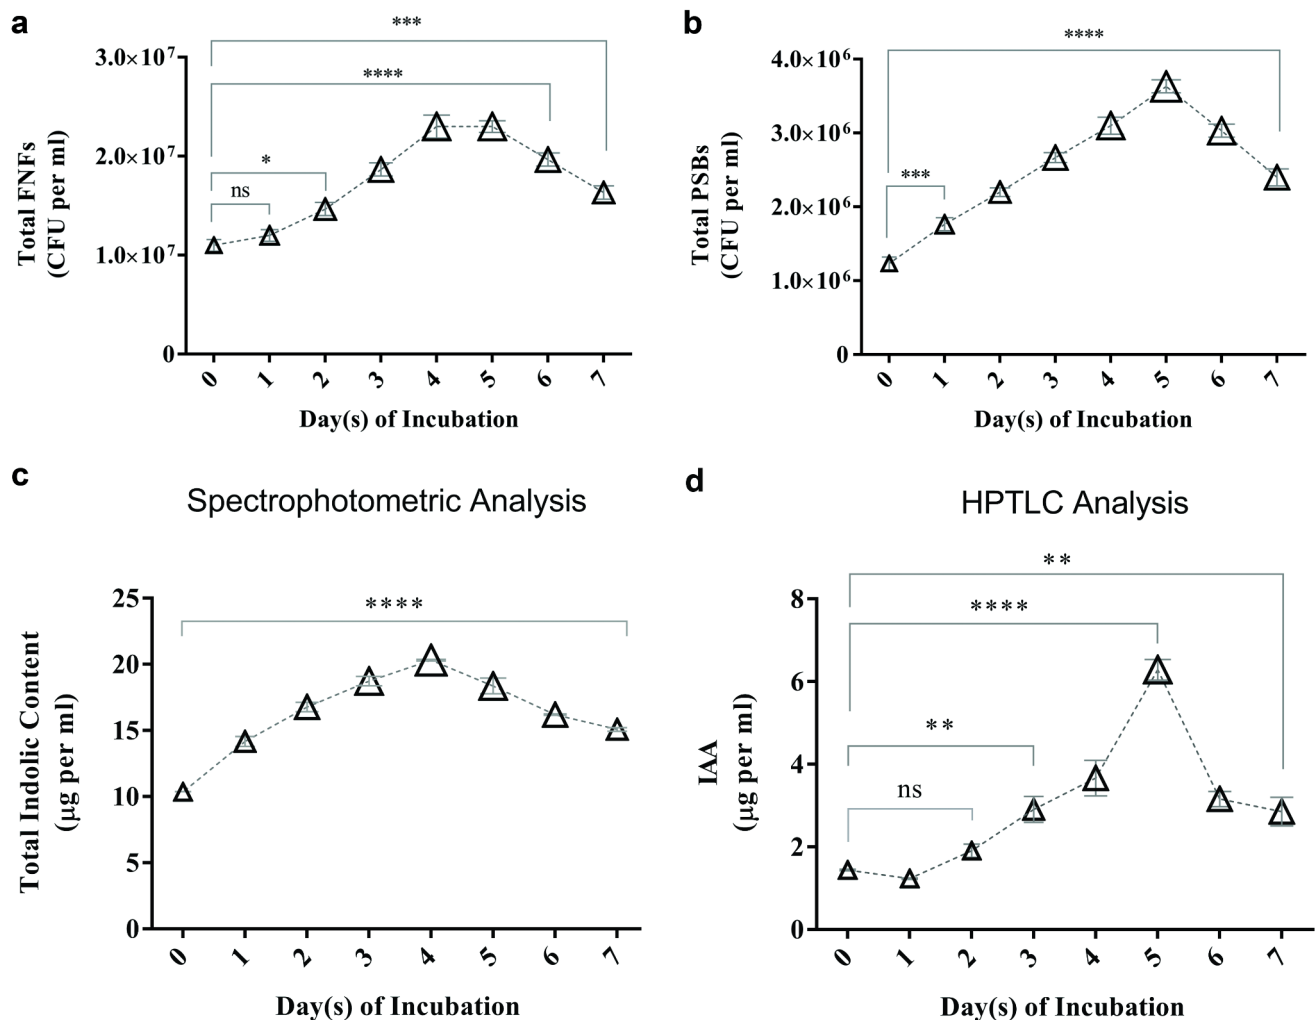 a
***
****
*
ns
3.0×10⁷
2.0×10⁷
1.0×10⁷
0
Total FNFs
(CFU per ml)
0 1 2 3 4 5 6 7
Day(s) of Incubation
b
****
***
4.0×10⁶
3.0×10⁶
2.0×10⁶
1.0×10⁶
0
Total PSBs
(CFU per ml)
0 1 2 3 4 5 6 7
Day(s) of Incubation
c
Spectrophotometric Analysis
****
25
20
15
10
5
0
Total Indolic Content
(µg per ml)
0 1 2 3 4 5 6 7
Day(s) of Incubation
d
HPTLC Analysis
**
****
**
ns
8
6
4
2
0
IAA
(µg per ml)
0 1 2 3 4 5 6 7
Day(s) of Incubation